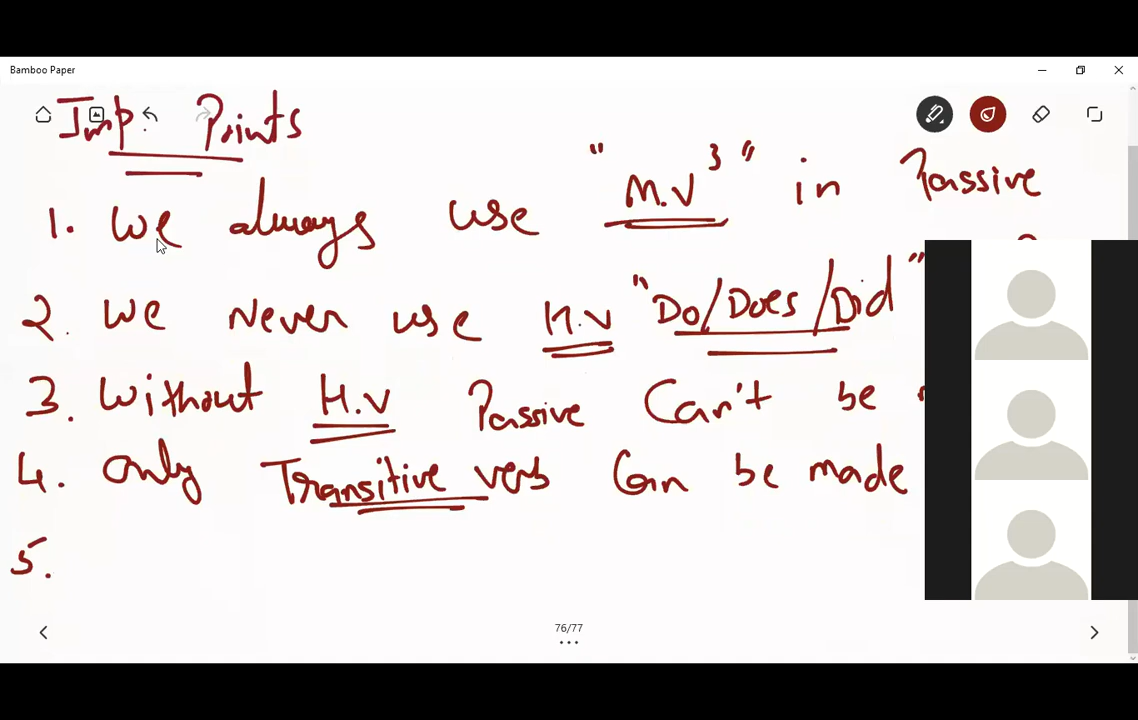 Bamboo Paper
Imp Points
1. We always use "M.V³" in Passive
2. We Never use H.V "Do/Does/Did"
3. Without H.V Passive Can't be
4. Only Transitive verb Can be made
5.
76/77